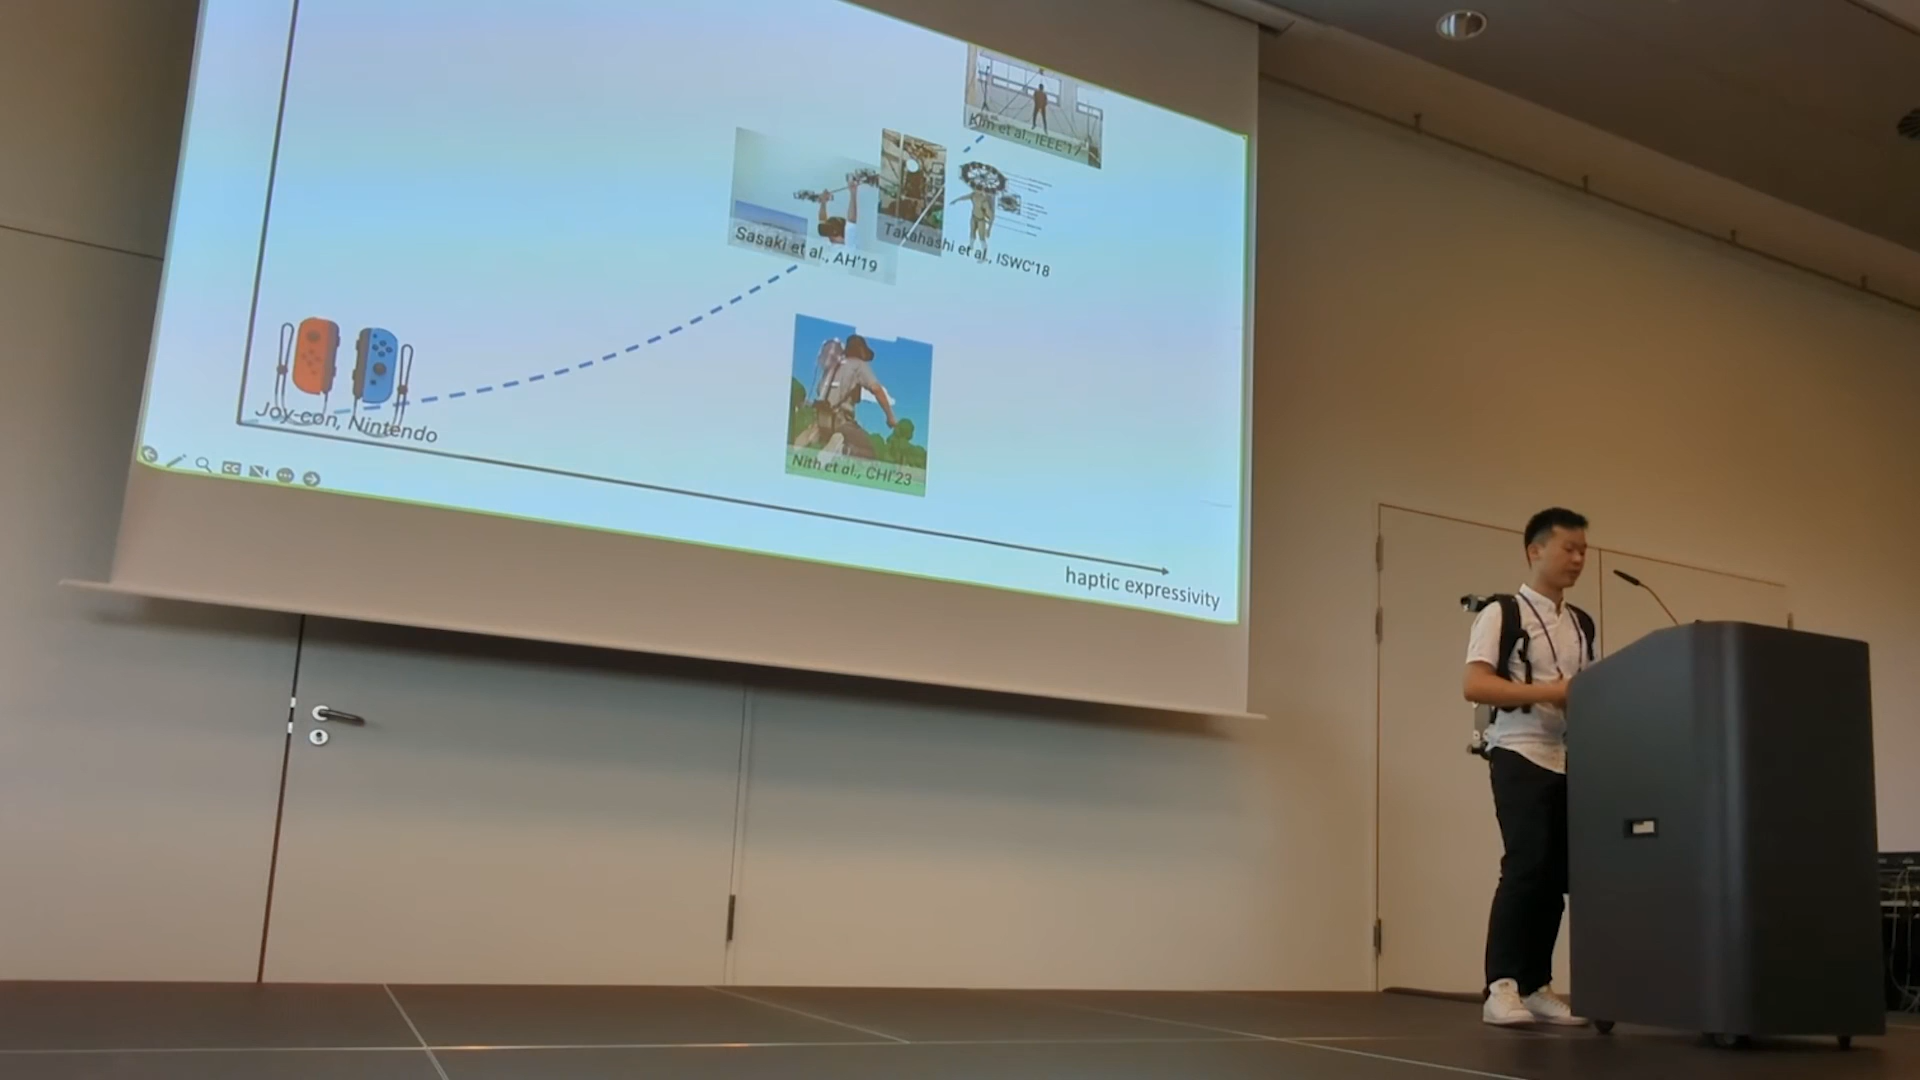 Kim et al., IEEE'17
Sasaki et al., AH'19
Takahashi et al., ISWC'18
Joy-con, Nintendo
Nith et al., CHI'23
CC
haptic expressivity